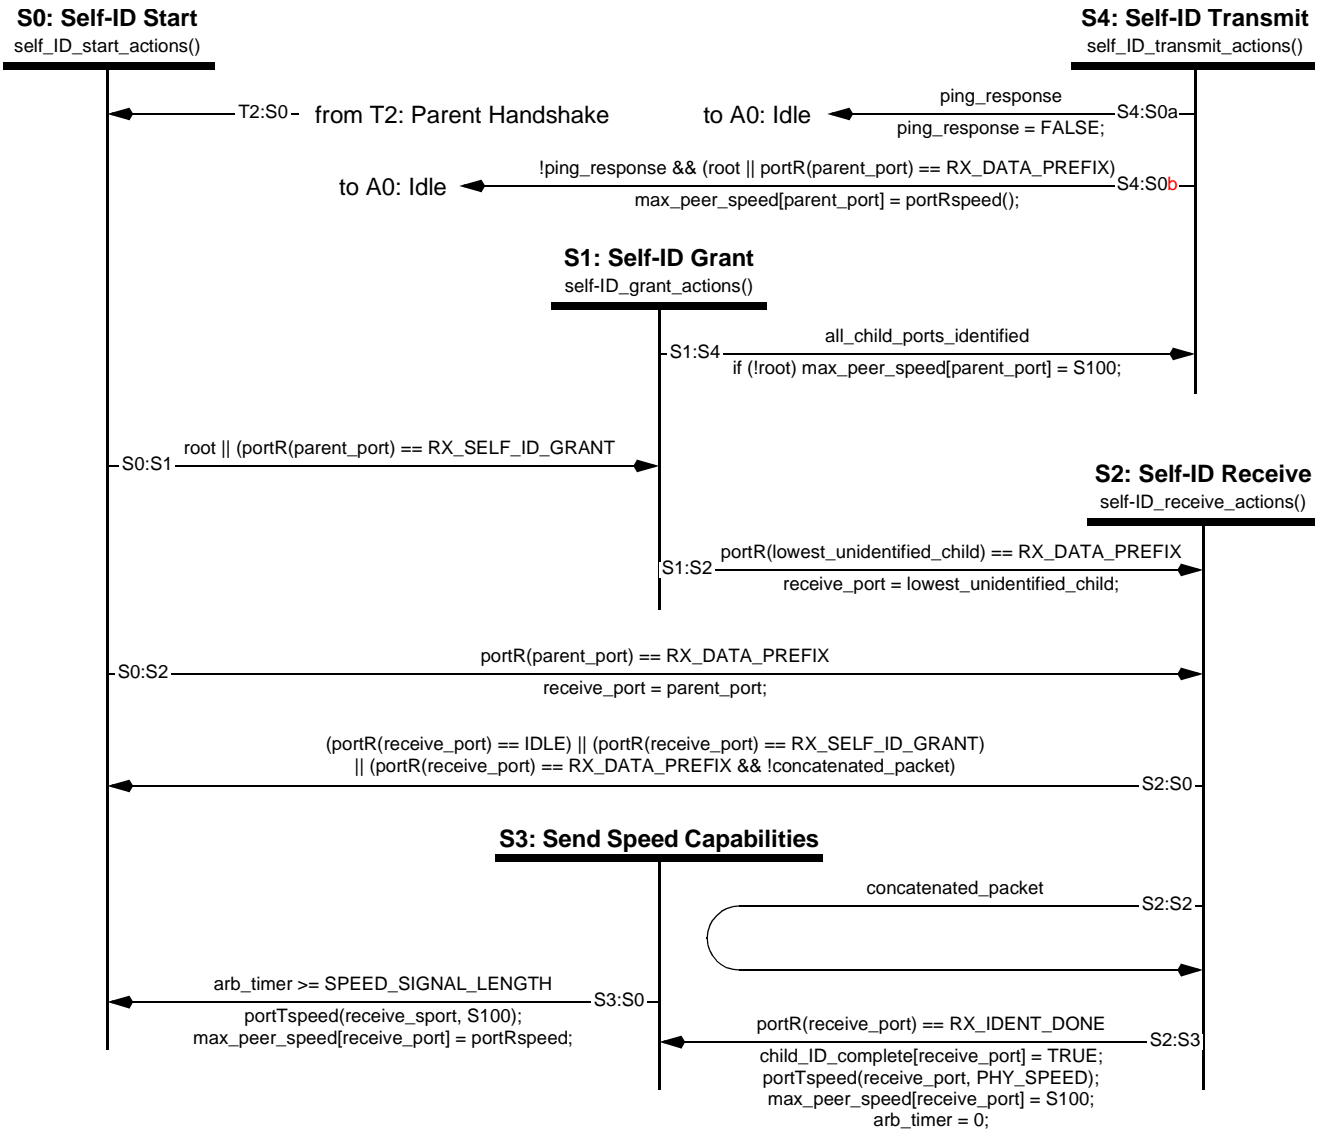 S0: Self-ID Start
self_ID_start_actions()
S4: Self-ID Transmit
self_ID_transmit_actions()
T2:S0
from T2: Parent Handshake
to A0: Idle
ping_response
S4:S0a
ping_response = FALSE;
to A0: Idle
!ping_response && (root || portR(parent_port) == RX_DATA_PREFIX)
S4:S0b
max_peer_speed[parent_port] = portRspeed();
S1: Self-ID Grant
self-ID_grant_actions()
S1:S4
all_child_ports_identified
if (!root) max_peer_speed[parent_port] = S100;
S0:S1
root || (portR(parent_port) == RX_SELF_ID_GRANT
S2: Self-ID Receive
self-ID_receive_actions()
S1:S2
portR(lowest_unidentified_child) == RX_DATA_PREFIX
receive_port = lowest_unidentified_child;
S0:S2
portR(parent_port) == RX_DATA_PREFIX
receive_port = parent_port;
(portR(receive_port) == IDLE) || (portR(receive_port) == RX_SELF_ID_GRANT)
|| (portR(receive_port) == RX_DATA_PREFIX && !concatenated_packet)
S2:S0
S3: Send Speed Capabilities
concatenated_packet
S2:S2
arb_timer >= SPEED_SIGNAL_LENGTH
S3:S0
portTspeed(receive_sport, S100);
max_peer_speed[receive_port] = portRspeed;
portR(receive_port) == RX_IDENT_DONE
S2:S3
child_ID_complete[receive_port] = TRUE;
portTspeed(receive_port, PHY_SPEED);
max_peer_speed[receive_port] = S100;
arb_timer = 0;